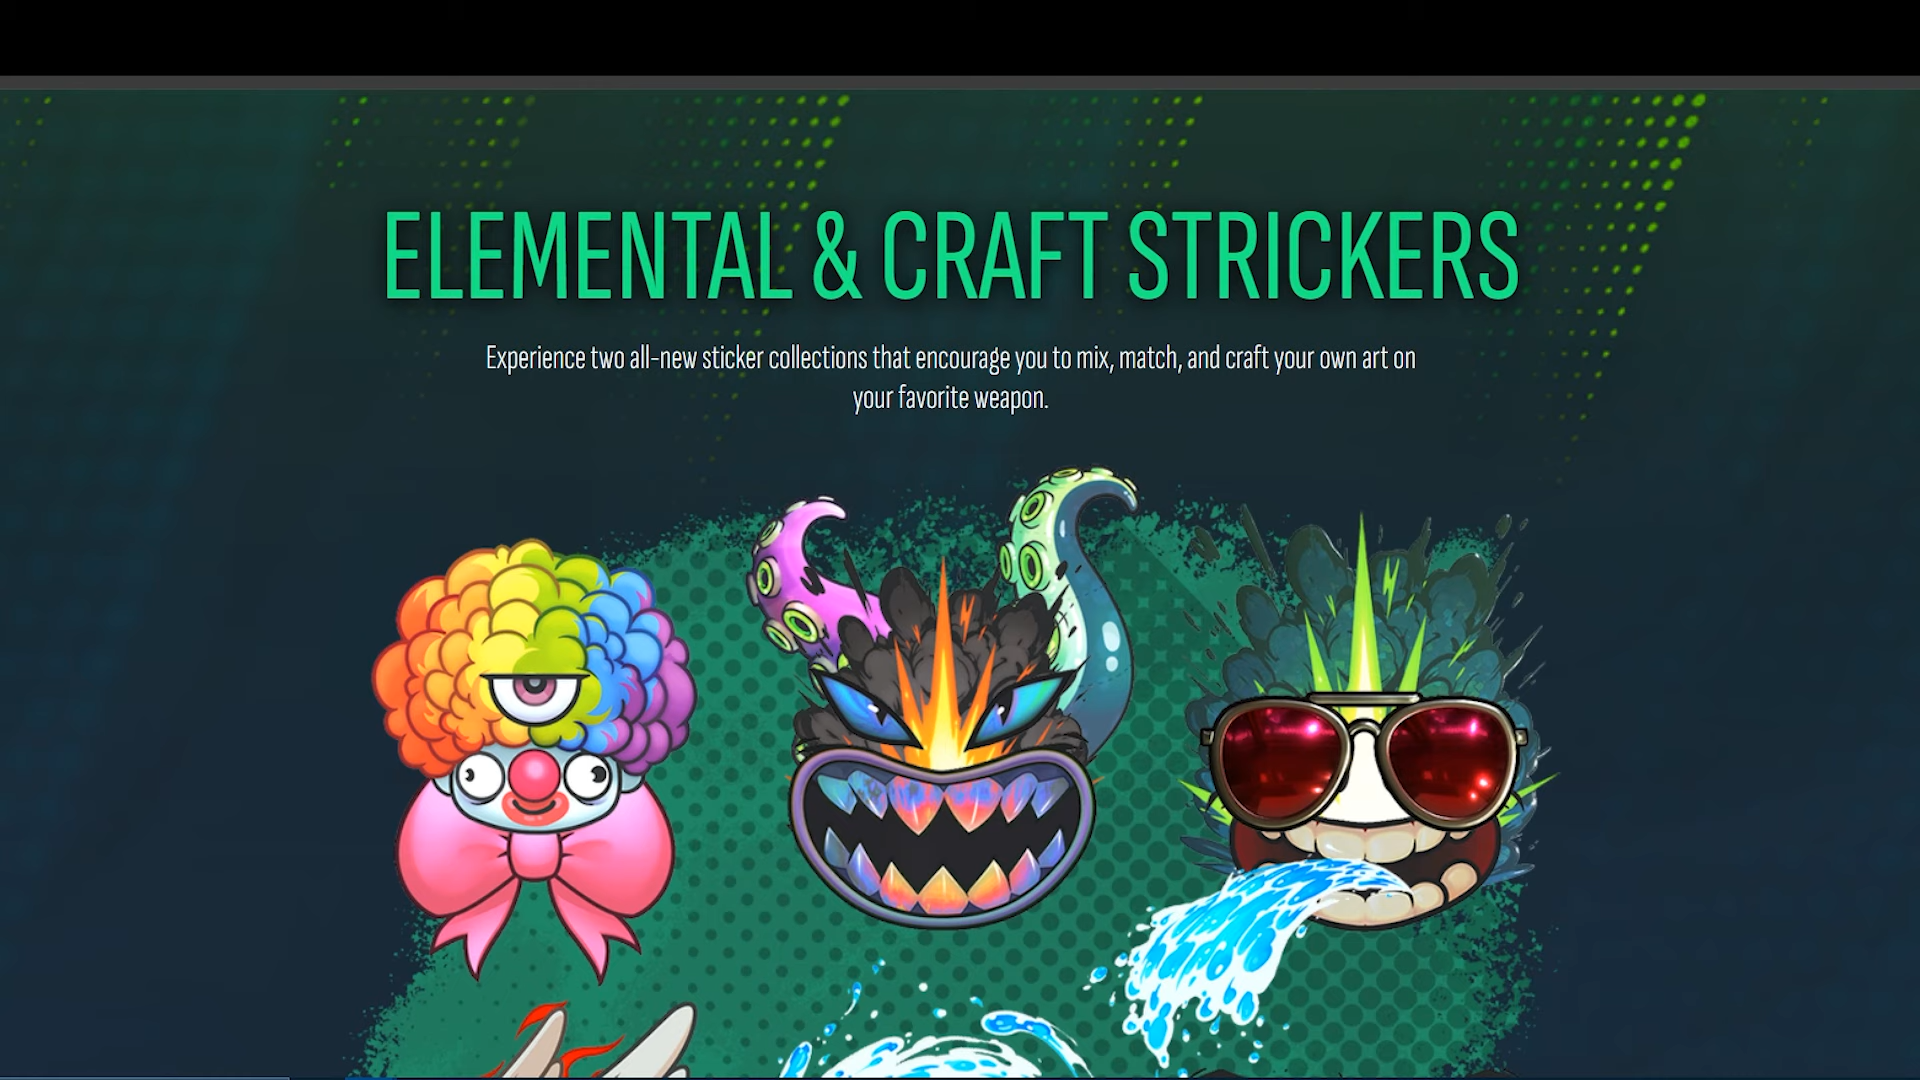 ELEMENTAL & CRAFT STRICKERS
Experience two all-new sticker collections that encourage you to mix, match, and craft your own art on
your favorite weapon.